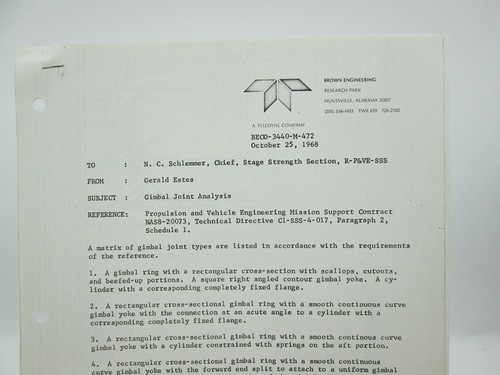 BROWN ENGINEERING
RESEARCH PARK
HUNTSVILLE, ALABAMA 35807
(205) 536-4455 TWX 810 726-2103
A TELEDYNE COMPANY
BECO-3440-M-472
October 25, 1968
TO : N. C. Schlemmer, Chief, Stage Strength Section, R-P&VE-SSS
FROM : Gerald Estes
SUBJECT : Gimbal Joint Analysis
REFERENCE: Propulsion and Vehicle Engineering Mission Support Contract
NAS8-20073, Technical Directive C1-SSS-4-017, Paragraph 2,
Schedule 1.
A matrix of gimbal joint types are listed in accordance with the requirements
of the reference.
1. A gimbal ring with a rectangular cross-section with scallops, cutouts,
and beefed-up portions. A square right angled contour gimbal yoke. A cy-
linder with a corresponding completely fixed flange.
2. A rectangular cross-sectional gimbal ring with a smooth continuous curve
gimbal yoke with the connection at an acute angle to a cylinder with a
corresponding completely fixed flange.
3. A rectangular cross-sectional gimbal ring with a smooth continuous curve
gimbal yoke with a cylinder constrained with springs on the aft portion.
4. A rectangular cross-sectional gimbal ring with a smooth continuous
curve gimbal yoke with the forward end split to attach to a uniform gimbal